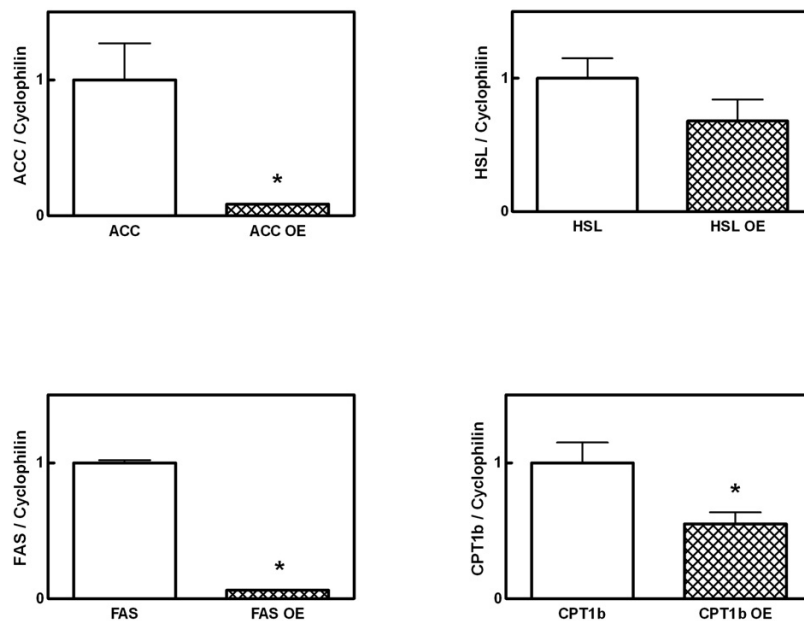 ACC / Cyclophilin
1
0
*
ACC
ACC OE
HSL / Cyclophilin
1
0
HSL
HSL OE
FAS / Cyclophilin
1
0
*
FAS
FAS OE
CPT1b / Cyclophilin
1
0
*
CPT1b
CPT1b OE